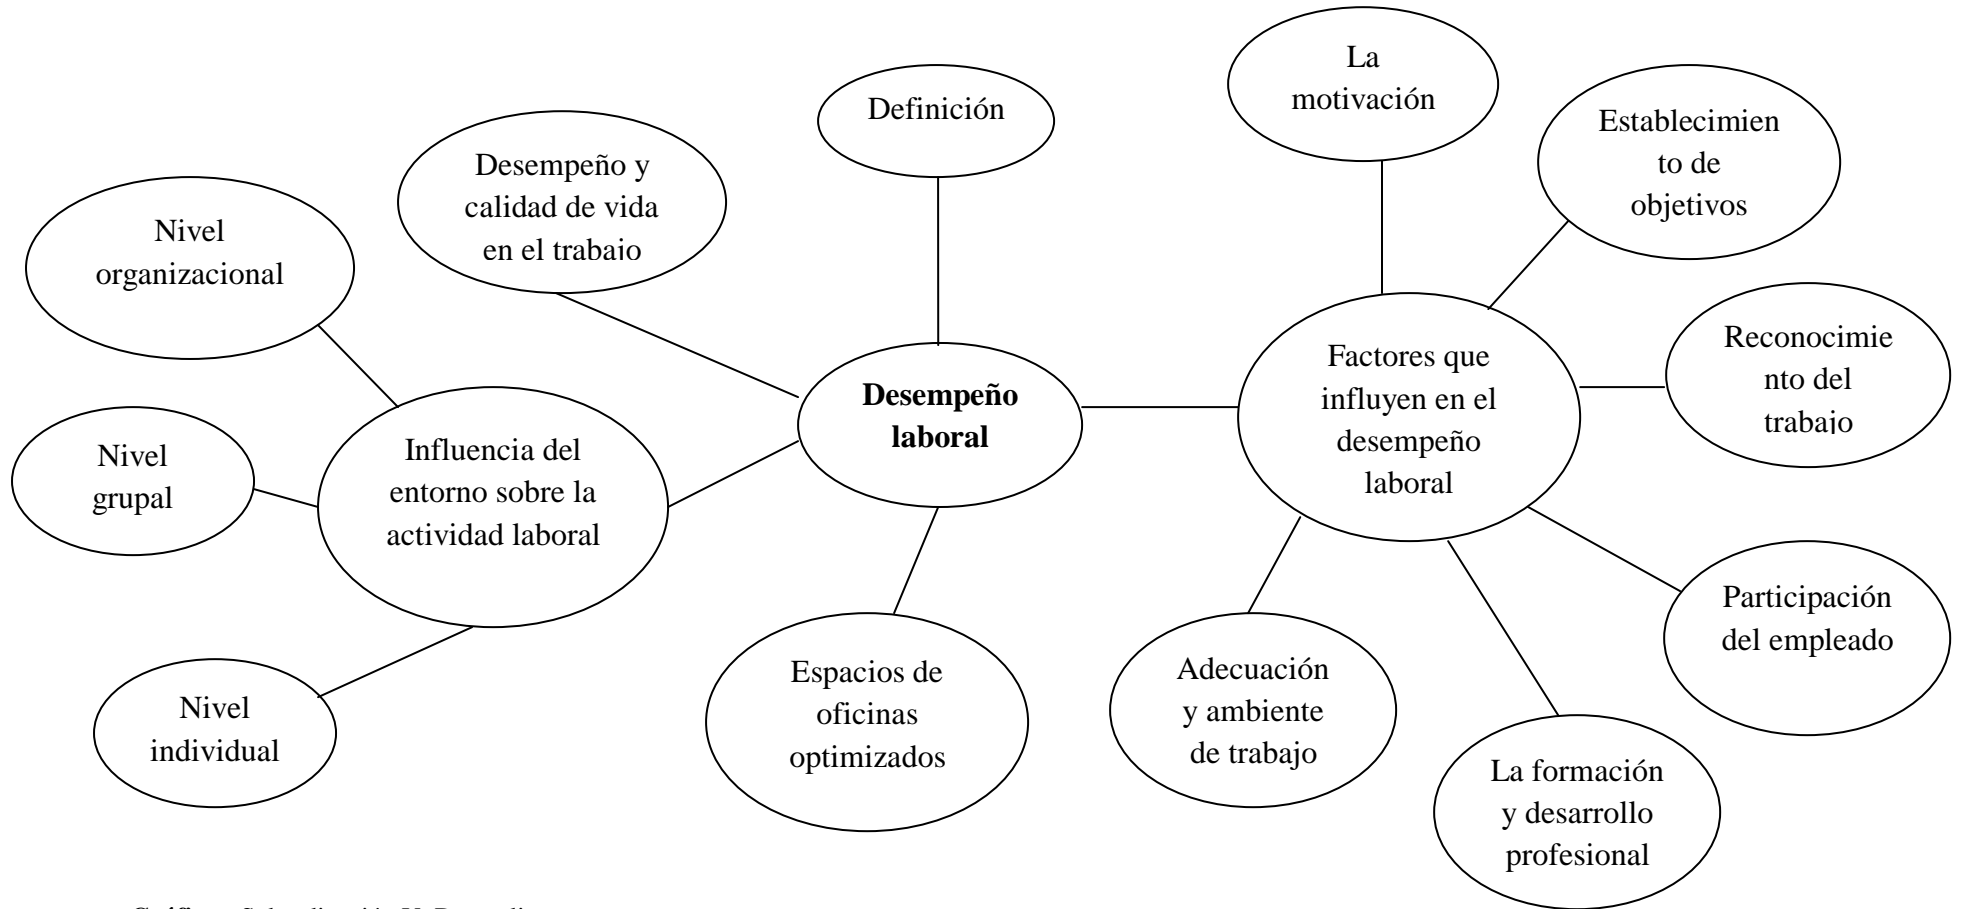 La
motivación
Definición
Establecimien
to de
objetivos
Desempeño y
calidad de vida
en el trabajo
Nivel
organizacional
Reconocimie
nto del
trabajo
Factores que
influyen en el
desempeño
laboral
Desempeño
laboral
Influencia del
entorno sobre la
actividad laboral
Nivel
grupal
Participación
del empleado
Espacios de
oficinas
optimizados
Adecuación
y ambiente
de trabajo
Nivel
individual
La formación
y desarrollo
profesional